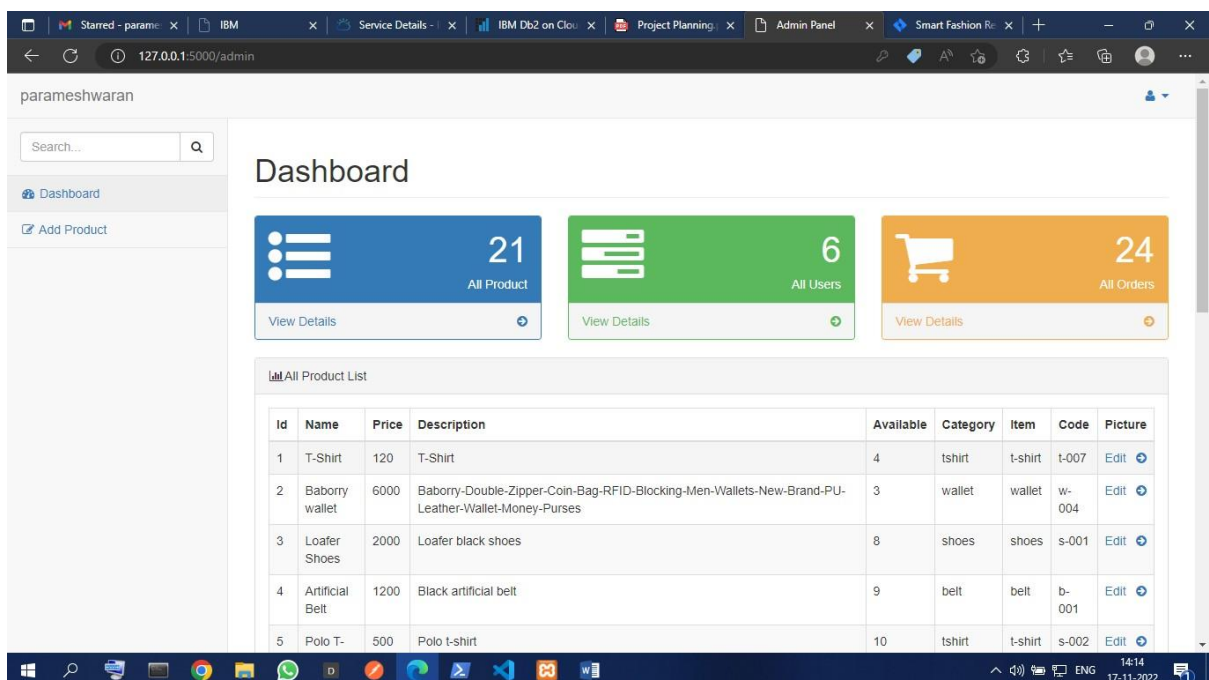 Starred - parame
IBM
Service Details - I
IBM Db2 on Clou
Project Planning.
Admin Panel
Smart Fashion Re
127.0.0.1:5000/admin
parameshwaran
Search...
Dashboard
Add Product
Dashboard
21
All Product
View Details
6
All Users
View Details
24
All Orders
View Details
All Product List
Id Name Price Description Available Category Item Code Picture
1 T-Shirt 120 T-Shirt 4 tshirt t-shirt t-007 Edit
2 Baborry Baborry-Double-Zipper-Coin-Bag-RFID-Blocking-Men-Wallets-New-Brand-PU- 3 wallet wallet w- Edit
wallet 6000 Leather-Wallet-Money-Purses 004
3 Loafer 2000 Loafer black shoes 8 shoes shoes s-001 Edit
Shoes
4 Artificial 1200 Black artificial belt 9 belt belt b- Edit
Belt 001
5 Polo T- 500 Polo t-shirt 10 tshirt t-shirt s-002 Edit
ENG
14:14
17-11-2022